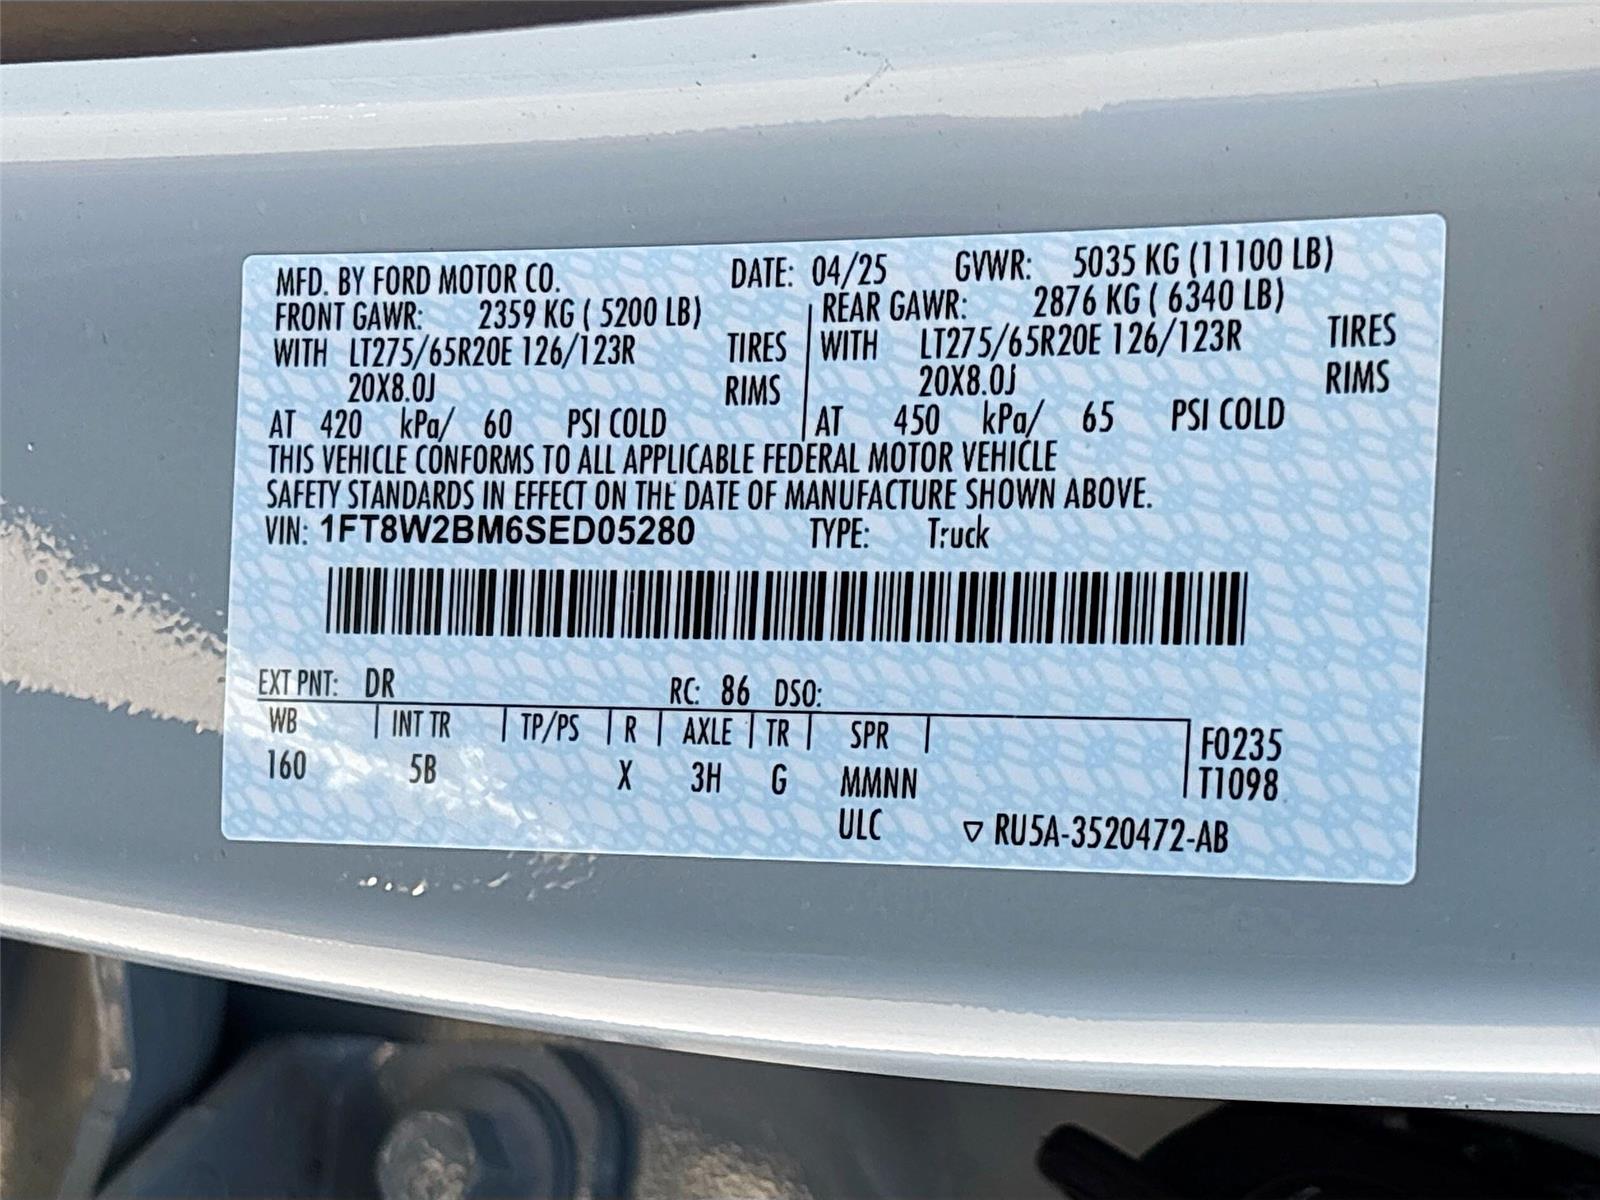 MFD. BY FORD MOTOR CO. DATE: 04/25 GVWR: 5035 KG (11100 LB)
FRONT GAWR: 2359 KG ( 5200 LB) REAR GAWR: 2876 KG ( 6340 LB)
WITH LT275/65R20E 126/123R TIRES WITH LT275/65R20E 126/123R TIRES
20X8.0J RIMS 20X8.0J RIMS
AT 420 kPa/ 60 PSI COLD AT 450 kPa/ 65 PSI COLD
THIS VEHICLE CONFORMS TO ALL APPLICABLE FEDERAL MOTOR VEHICLE
SAFETY STANDARDS IN EFFECT ON THE DATE OF MANUFACTURE SHOWN ABOVE.
VIN: 1FT8W2BM6SED05280 TYPE: Truck
EXT PNT: DR RC: 86 DSO:
WB INT TR TP/PS R AXLE TR SPR F0235
160 5B X 3H G MMNN T1098
ULC ▽ RU5A-3520472-AB